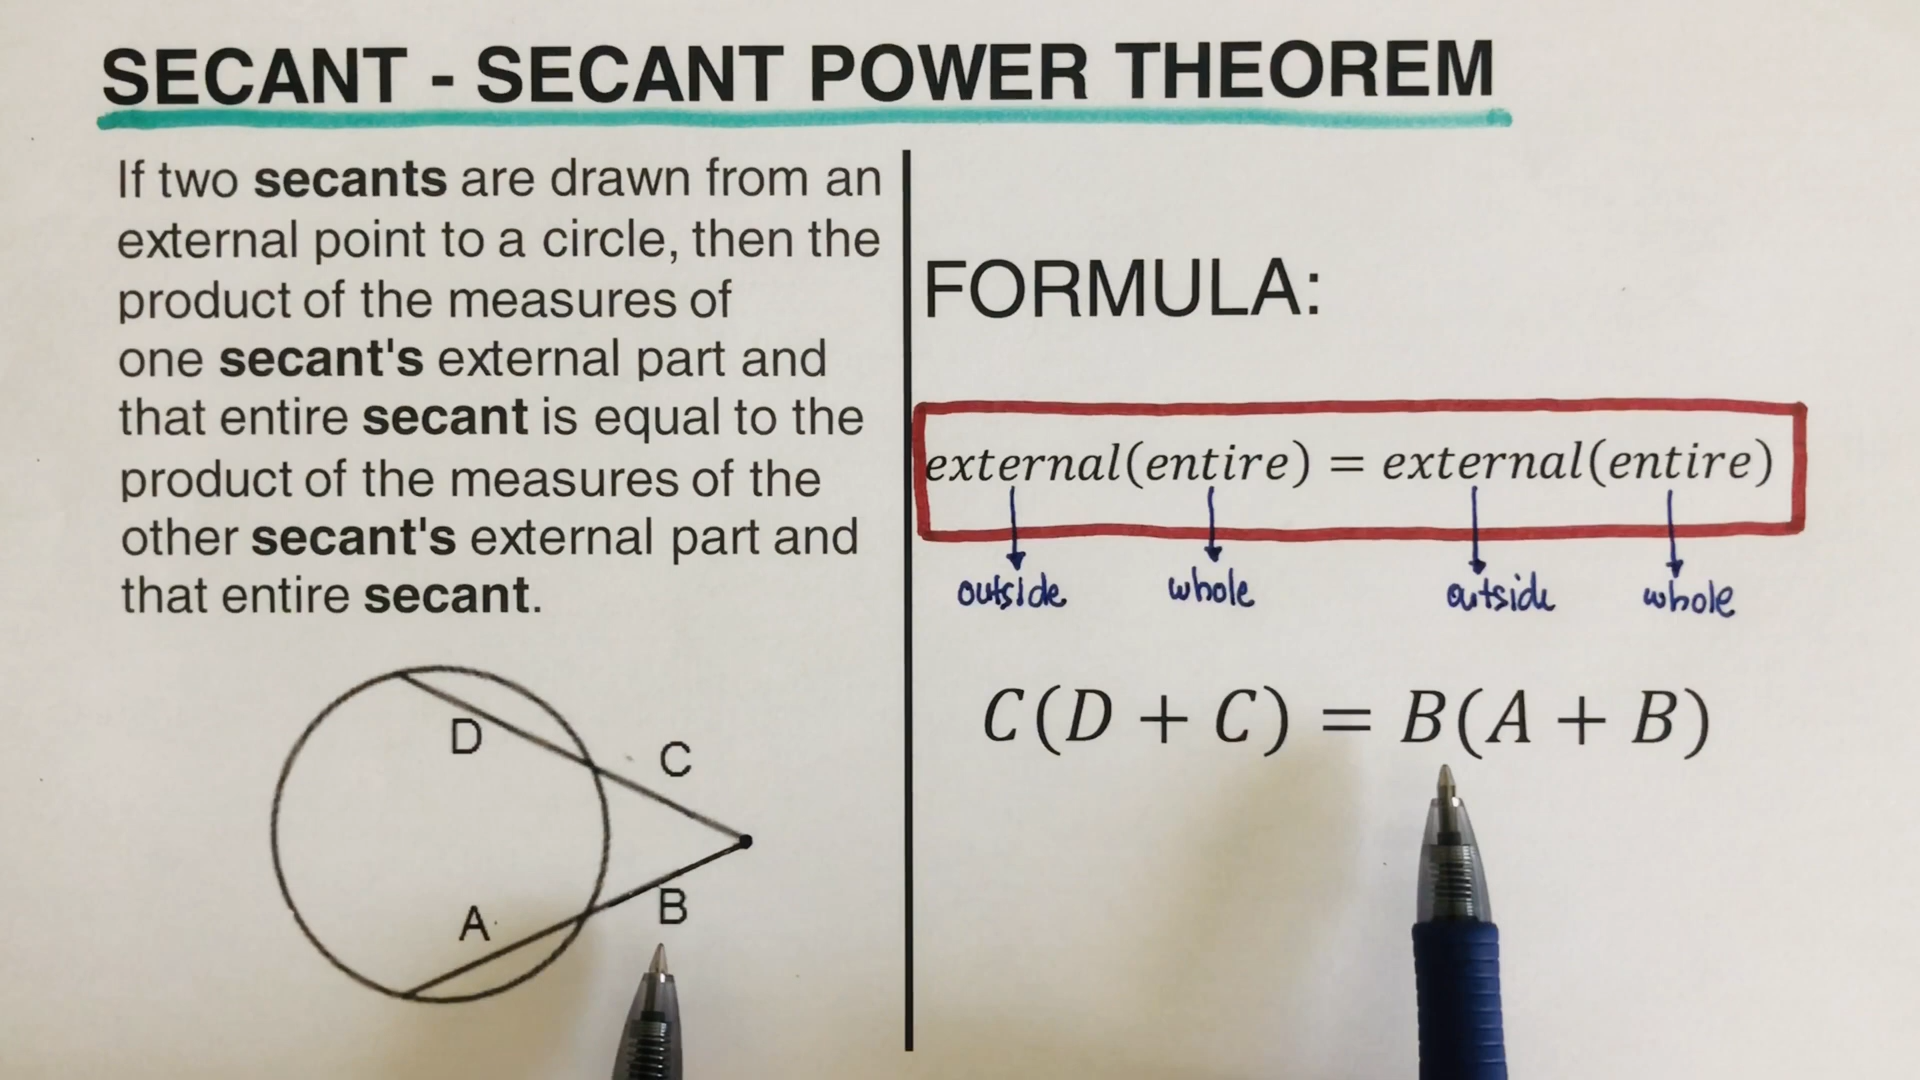 SECANT - SECANT POWER THEOREM
If two secants are drawn from an
external point to a circle, then the
product of the measures of
one secant's external part and
that entire secant is equal to the
product of the measures of the
other secant's external part and
that entire secant.
D
C
A
B
FORMULA:
external(entire) = external(entire)
outside whole outside whole
C(D + C) = B(A + B)